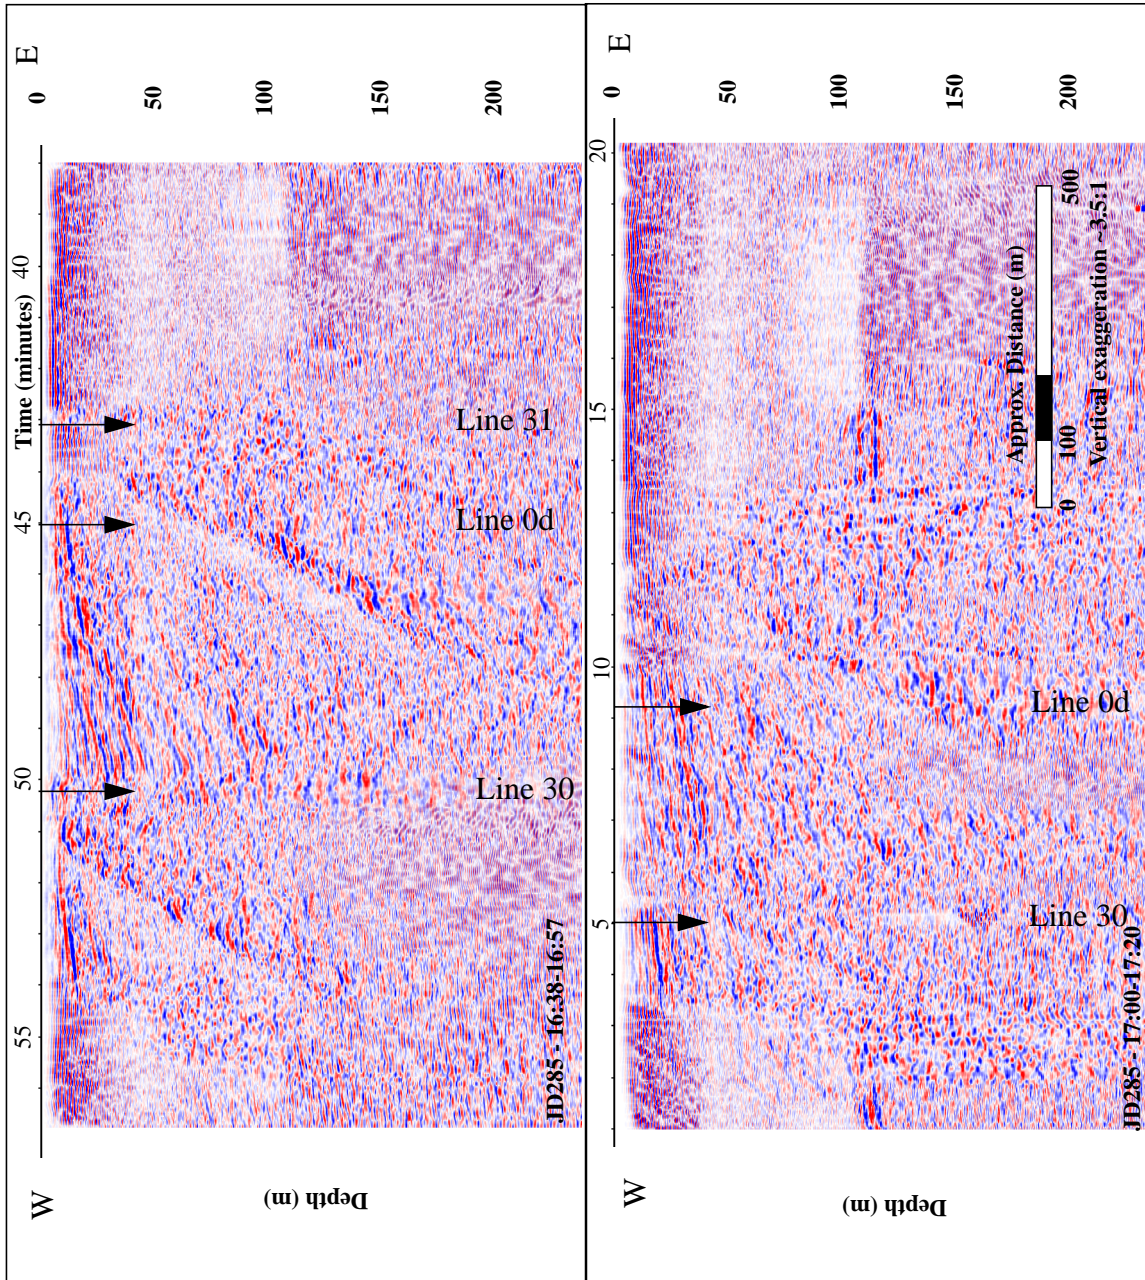 E
0
50
100
150
200
Time (minutes)
40
45
50
55
Line 31
Line 0d
Line 30
JD285 - 16:38-16:57
W
Depth (m)
E
0
50
100
150
200
20
15
10
5
Approx. Distance (m)
0
100
500
Vertical exaggeration ~3.5:1
Line 0d
Line 30
JD285 - 17:00-17:20
W
Depth (m)